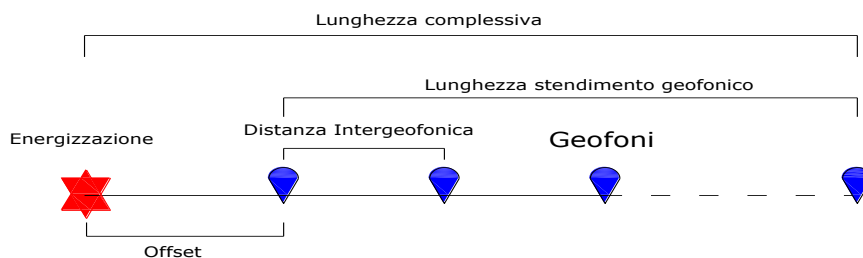 Lunghezza complessiva
Lunghezza stendimento geofonico
Energizzazione
Distanza Intergeofonica
Geofoni
Offset